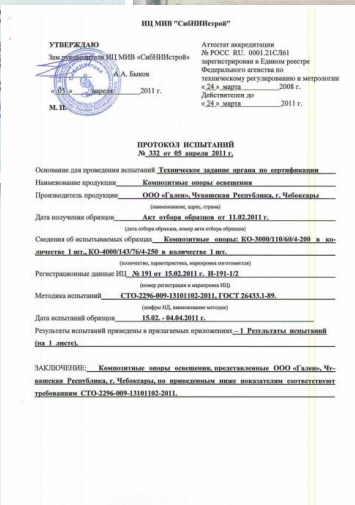 ИЦ МИВ "СибНИИстрой"
УТВЕРЖДАЮ
Зам. руководителя ИЦ МИВ «СибНИИстрой»
А.А. Быков
« 05 » апреля 2011 г.
М. П.
Аттестат аккредитации
№ РОСС RU. 0001.21СЛ61
зарегистрирован в Едином реестре
Федерального агенства по
техническому регулированию и метрологии
« 24 » марта 2008 г.
Действителен до
« 24 » марта 2011 г.
ПРОТОКОЛ ИСПЫТАНИЙ
№ 332 от 05 апреля 2011 г.
Основание для проведения испытаний Техническое задание органа по сертификации
Наименование продукции Композитные опоры освещения
Производитель продукции ООО «Гален», Чувашская Республика, г. Чебоксары
(наименование, адрес, страна)
Дата получения образцов Акт отбора образцов от 11.02.2011 г.
(дата отбора образцов, номер акта отбора образцов)
Сведения об испытываемых образцах Композитные опоры: КО-3000/110/60/4-200 в ко-
личестве 1 шт., КО-4000/143/76/4-250 в количестве 1 шт.
(количество, характеристика, маркировка изготовителя)
Регистрационные данные ИЦ № 191 от 15.02.2011 г. И-191-1/2
(номер регистрации и маркировка ИЦ)
Методика испытаний СТО-2296-009-13101102-2011, ГОСТ 26433.1-89.
(шифры НД, наименование методик)
Дата испытаний образцов 15.02. - 04.04.2011 г.
Результаты испытаний приведены в прилагаемых приложениях – 1 Результаты испытаний
(на 1 листе).
ЗАКЛЮЧЕНИЕ: Композитные опоры освещения, представленные ООО «Гален», Чу-
вашская Республика, г. Чебоксары, по приведенным ниже показателям соответствуют
требованиям СТО-2296-009-13101102-2011.